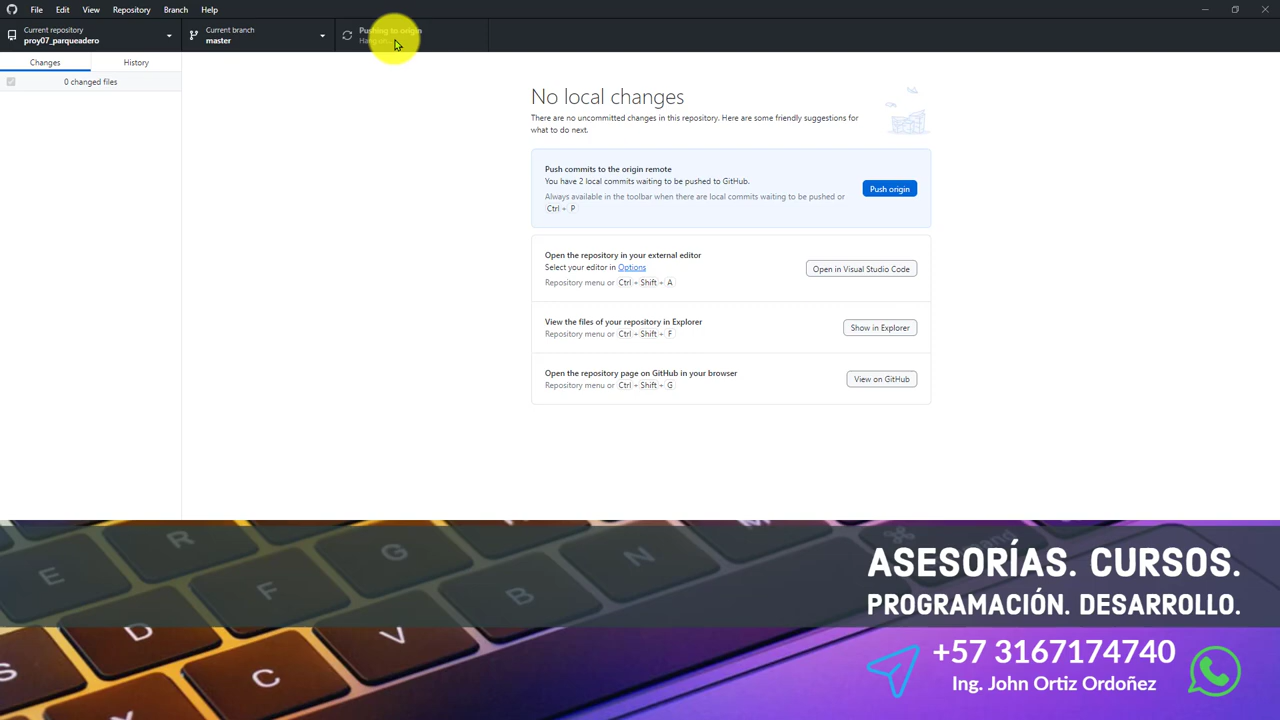 File Edit View Repository Branch Help
Current repository
proy07_parqueadero
Current branch
master
Pushing to origin
Hang on...
Changes History
0 changed files
No local changes
There are no uncommitted changes in this repository. Here are some friendly suggestions for
what to do next.
Push commits to the origin remote
You have 2 local commits waiting to be pushed to GitHub.
Always available in the toolbar when there are local commits waiting to be pushed or
Ctrl + P
Push origin
Open the repository in your external editor
Select your editor in Options
Repository menu or Ctrl + Shift + A
Open in Visual Studio Code
View the files of your repository in Explorer
Repository menu or Ctrl + Shift + F
Show in Explorer
Open the repository page on GitHub in your browser
Repository menu or Ctrl + Shift + G
View on GitHub
E R G N B D V C
ASESORÍAS. CURSOS.
PROGRAMACIÓN. DESARROLLO.
+57 3167174740
Ing. John Ortiz Ordoñez